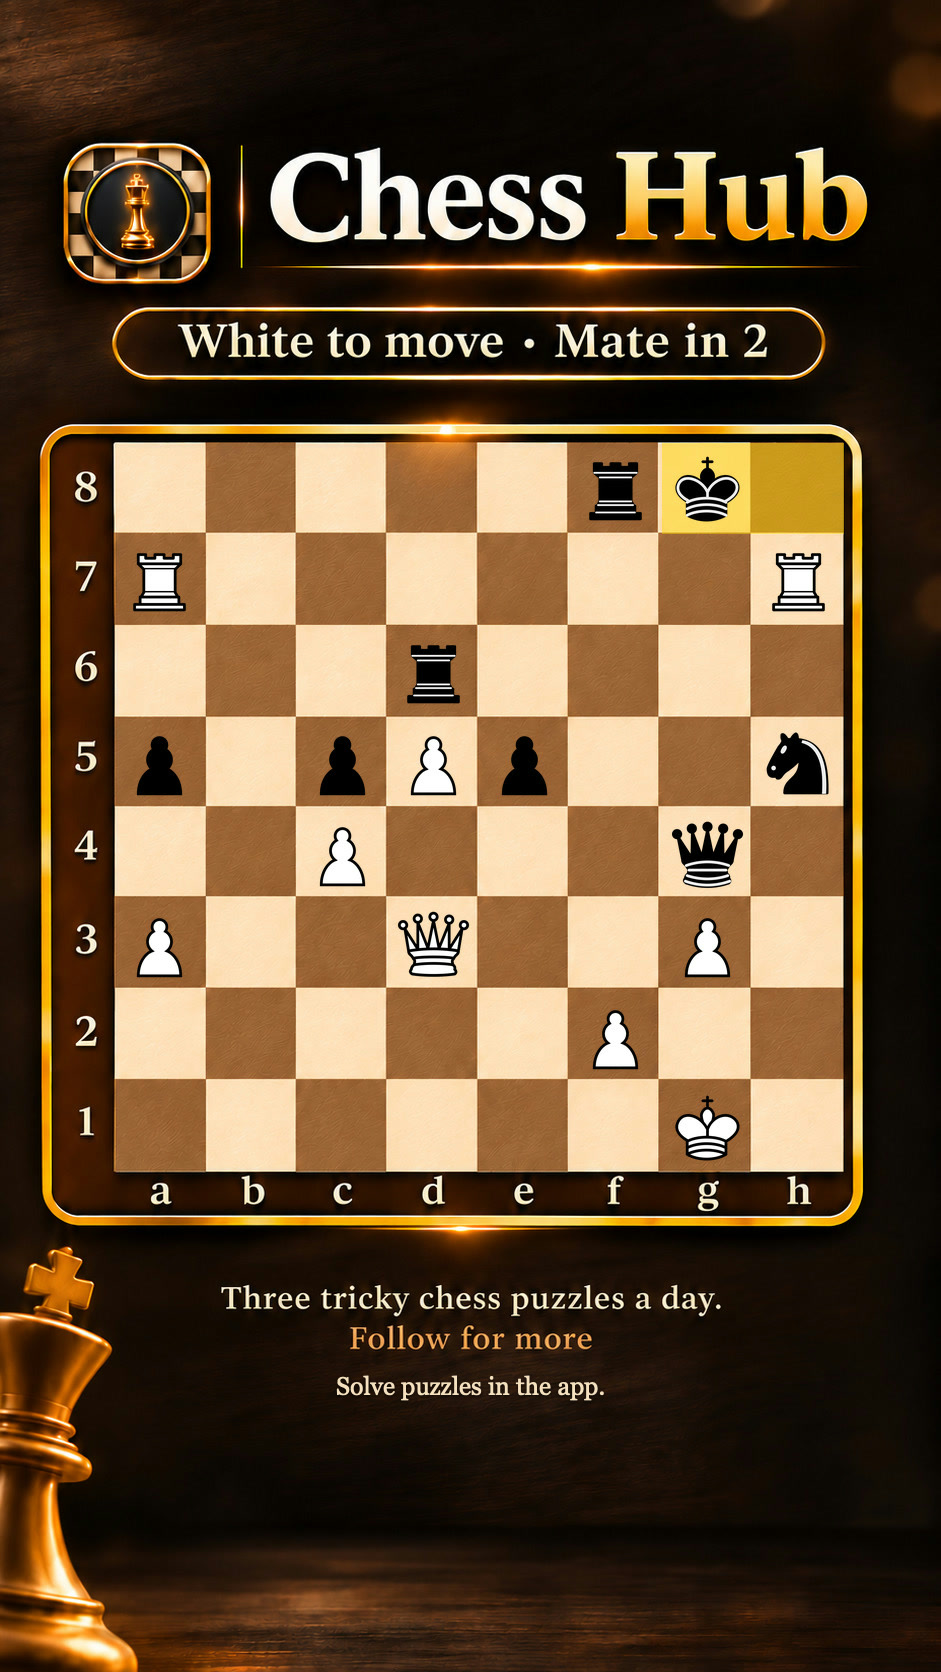 Chess Hub
White to move • Mate in 2
8
7
6
5
4
3
2
1
a b c d e f g h
Three tricky chess puzzles a day.
Follow for more
Solve puzzles in the app.